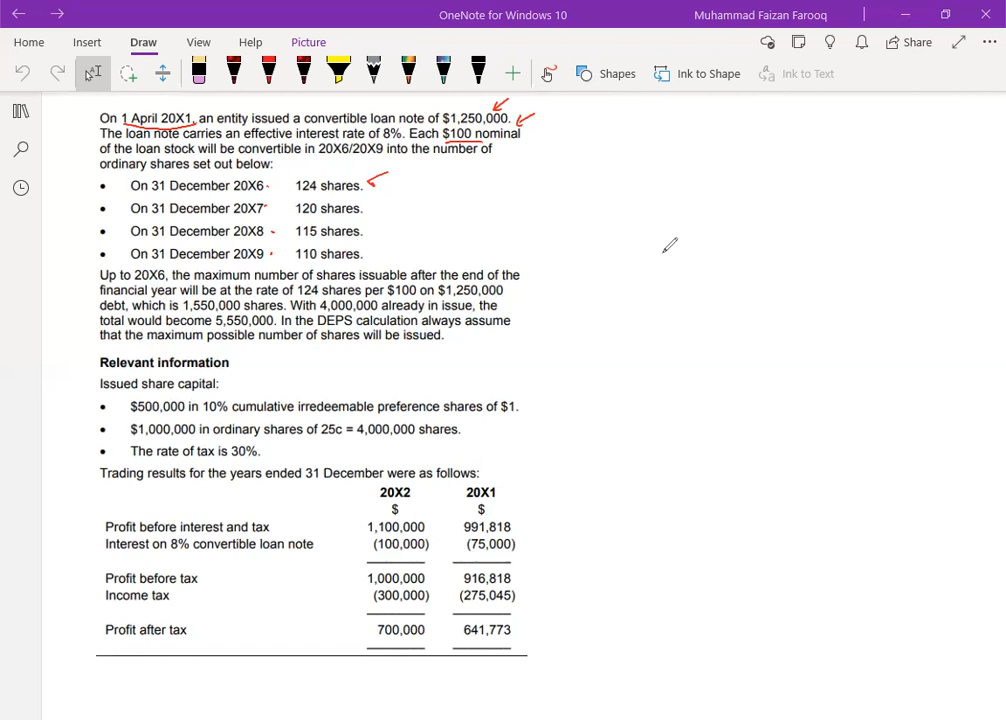 OneNote for Windows 10
Muhammad Faizan Farooq
Home Insert Draw View Help Picture Share
Shapes Ink to Shape Ink to Text
On 1 April 20X1, an entity issued a convertible loan note of $1,250,000.
The loan note carries an effective interest rate of 8%. Each $100 nominal
of the loan stock will be convertible in 20X6/20X9 into the number of
ordinary shares set out below:
• On 31 December 20X6 124 shares.
• On 31 December 20X7 120 shares.
• On 31 December 20X8 115 shares.
• On 31 December 20X9 110 shares.
Up to 20X6, the maximum number of shares issuable after the end of the
financial year will be at the rate of 124 shares per $100 on $1,250,000
debt, which is 1,550,000 shares. With 4,000,000 already in issue, the
total would become 5,550,000. In the DEPS calculation always assume
that the maximum possible number of shares will be issued.
Relevant information
Issued share capital:
• $500,000 in 10% cumulative irredeemable preference shares of $1.
• $1,000,000 in ordinary shares of 25c = 4,000,000 shares.
• The rate of tax is 30%.
Trading results for the years ended 31 December were as follows:
20X2 20X1
$ $
Profit before interest and tax 1,100,000 991,818
Interest on 8% convertible loan note (100,000) (75,000)
Profit before tax 1,000,000 916,818
Income tax (300,000) (275,045)
Profit after tax 700,000 641,773